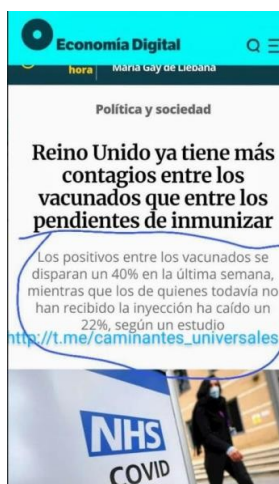 Economía Digital
hora
María Gay de Liébana
Política y sociedad
Reino Unido ya tiene más
contagios entre los
vacunados que entre los
pendientes de inmunizar
Los positivos entre los vacunados se
disparan un 40% en la última semana,
mientras que los de quienes todavía no
han recibido la inyección ha caído un
22%, según un estudio
http://t.me/caminantes_universales
NHS
COVID